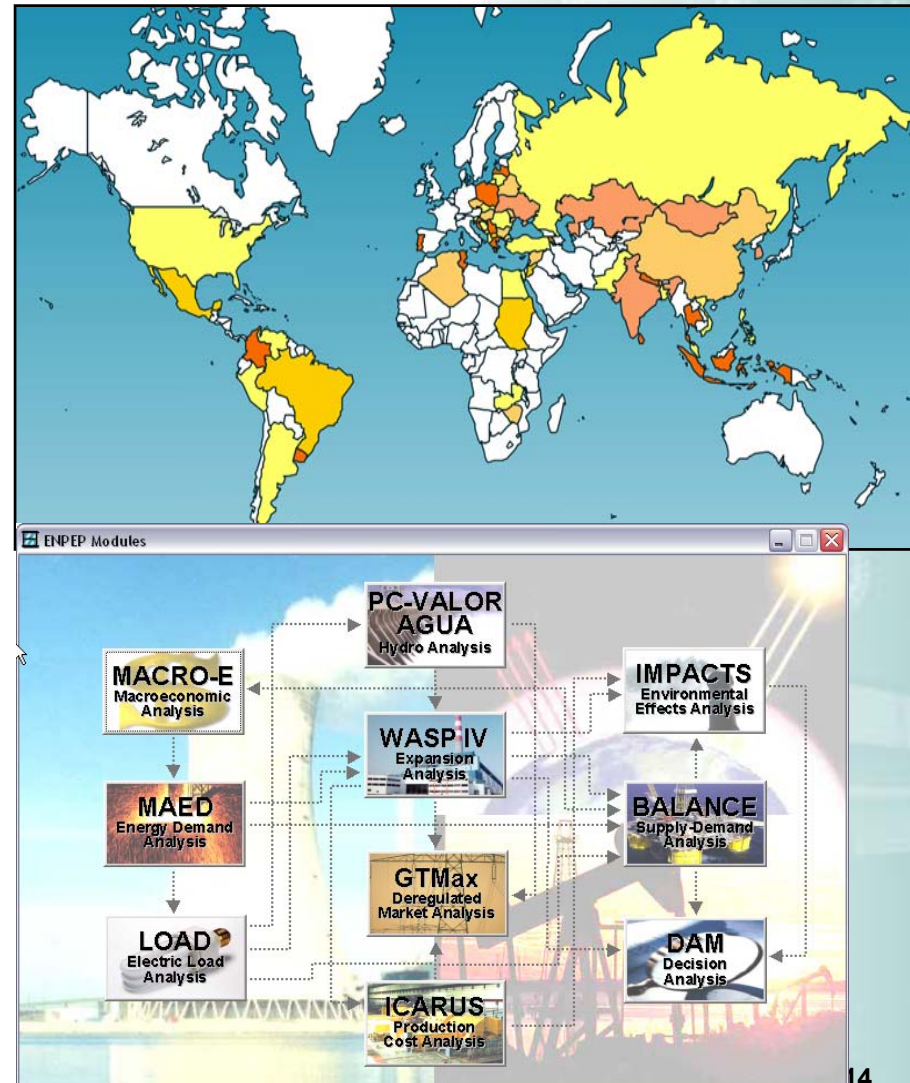 ENPEP Modules
PC-VALOR
AGUA
Hydro Analysis
MACRO-E
Macroeconomic
Analysis
IMPACTS
Environmental
Effects Analysis
WASP IV
Expansion
Analysis
MAED
Energy Demand
Analysis
BALANCE
Supply-Demand
Analysis
GTMax
Deregulated
Market Analysis
LOAD
Electric Load
Analysis
DAM
Decision
Analysis
ICARUS
Production
Cost Analysis
14